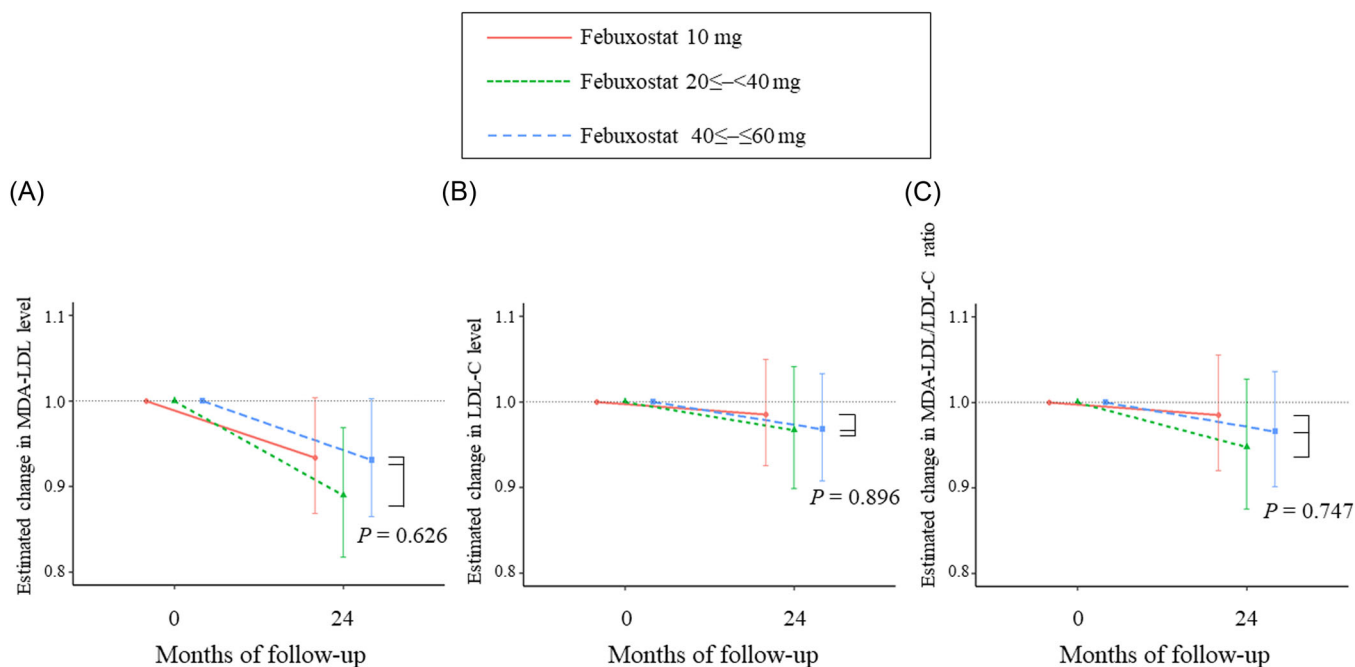 Febuxostat 10 mg
Febuxostat 20≤–<40 mg
Febuxostat 40≤–≤60 mg
(A)
(B)
(C)
Estimated change in MDA-LDL level
1.1
1.0
0.9
0.8
P = 0.626
0
24
Months of follow-up
Estimated change in LDL-C level
1.1
1.0
0.9
0.8
P = 0.896
0
24
Months of follow-up
Estimated change in MDA-LDL/LDL-C ratio
1.1
1.0
0.9
0.8
P = 0.747
0
24
Months of follow-up